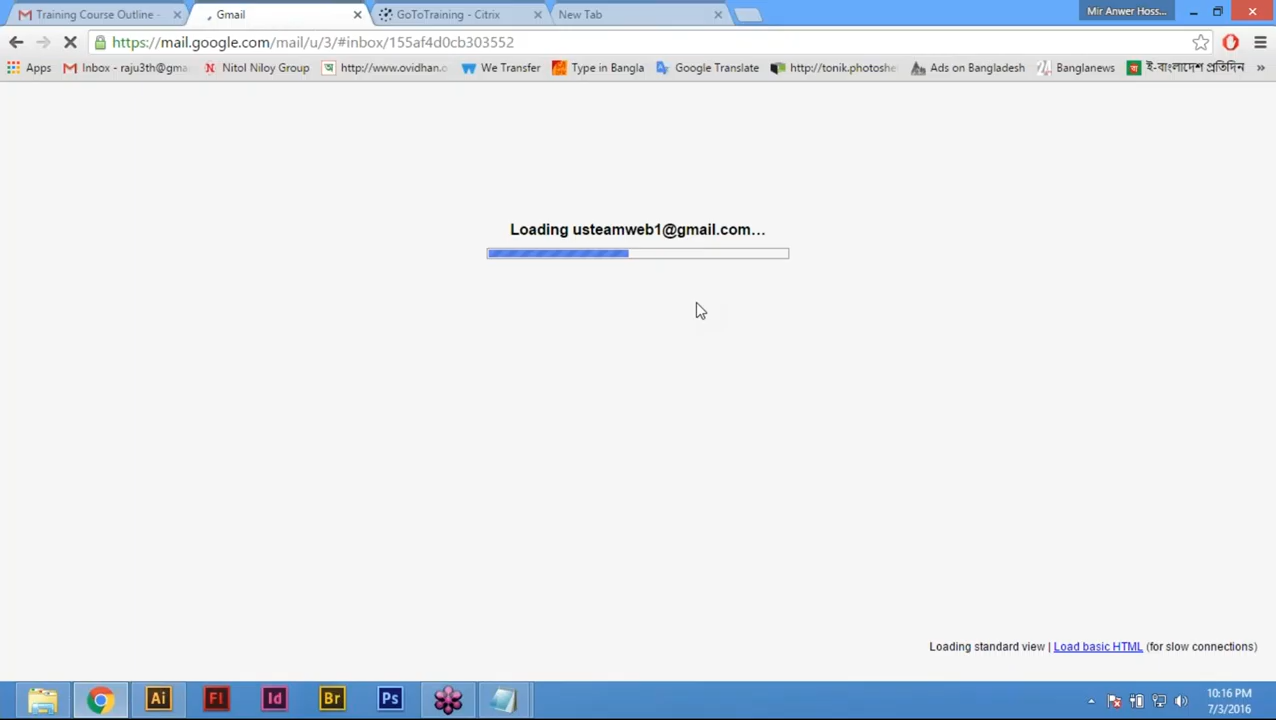 Training Course Outline -
Gmail
GoToTraining - Citrix
New Tab
Mir Anwer Hoss...
https://mail.google.com/mail/u/3/#inbox/155af4d0cb303552
Apps
Inbox - raju3th@gma
Nitol Niloy Group
http://www.ovidhan.o
We Transfer
Type in Bangla
Google Translate
http://tonik.photoshe
Ads on Bangladesh
Banglanews
ই-বাংলাদেশ প্রতিদিন
»
Loading usteamweb1@gmail.com…
Loading standard view | Load basic HTML (for slow connections)
Ai
Fl
Id
Br
Ps
10:16 PM
7/3/2016